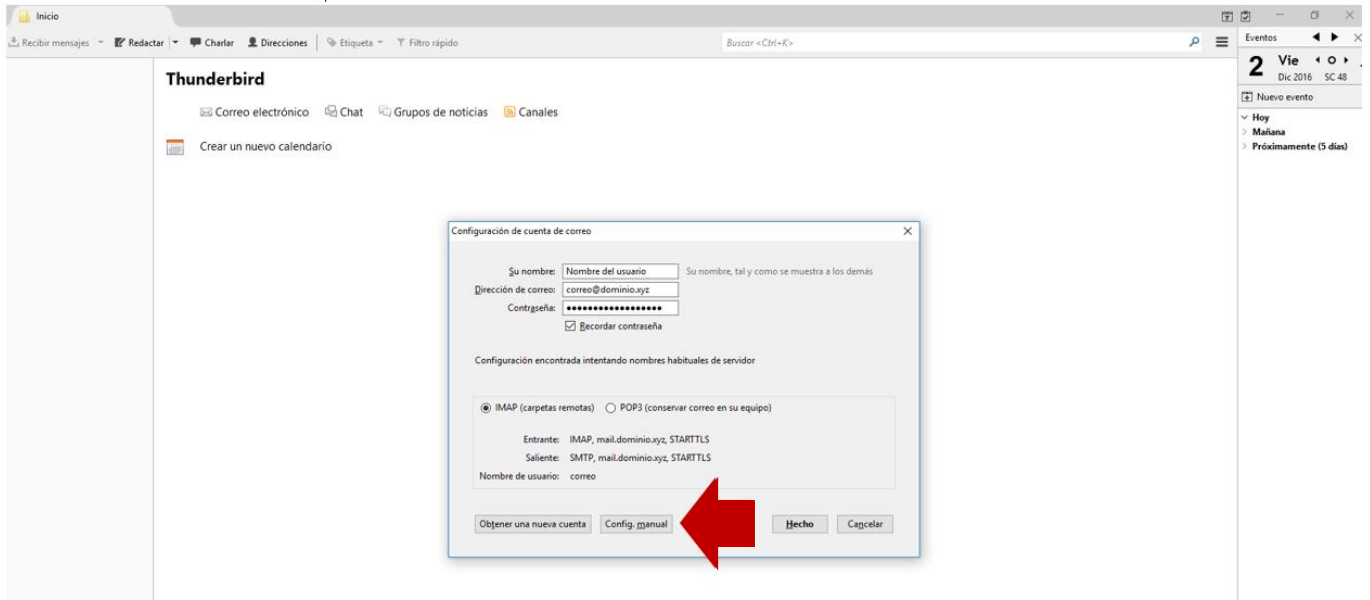 Inicio
Recibir mensajes Redactar Charlar Direcciones Etiqueta Filtro rápido Buscar <Ctrl+K>
Eventos
2 Vie
Dic 2016 SC 48
Nuevo evento
Hoy
Mañana
Próximamente (5 días)
Thunderbird
Correo electrónico Chat Grupos de noticias Canales
Crear un nuevo calendario
Configuración de cuenta de correo
Su nombre: Nombre del usuario Su nombre, tal y como se muestra a los demás
Dirección de correo: correo@dominio.xyz
Contraseña: ••••••••••••••••••
Recordar contraseña
Configuración encontrada intentando nombres habituales de servidor
IMAP (carpetas remotas) POP3 (conservar correo en su equipo)
Entrante: IMAP, mail.dominio.xyz, STARTTLS
Saliente: SMTP, mail.dominio.xyz, STARTTLS
Nombre de usuario: correo
Obtener una nueva cuenta Config. manual Hecho Cancelar